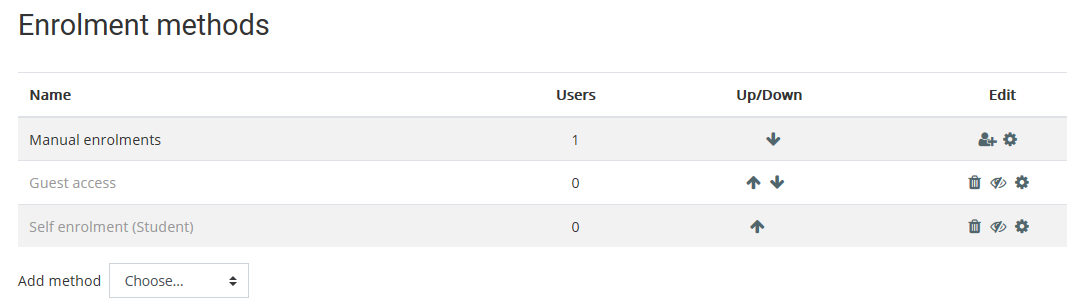 Enrolment methods
Name Users Up/Down Edit
Manual enrolments 1
Guest access 0
Self enrolment (Student) 0
Add method Choose...